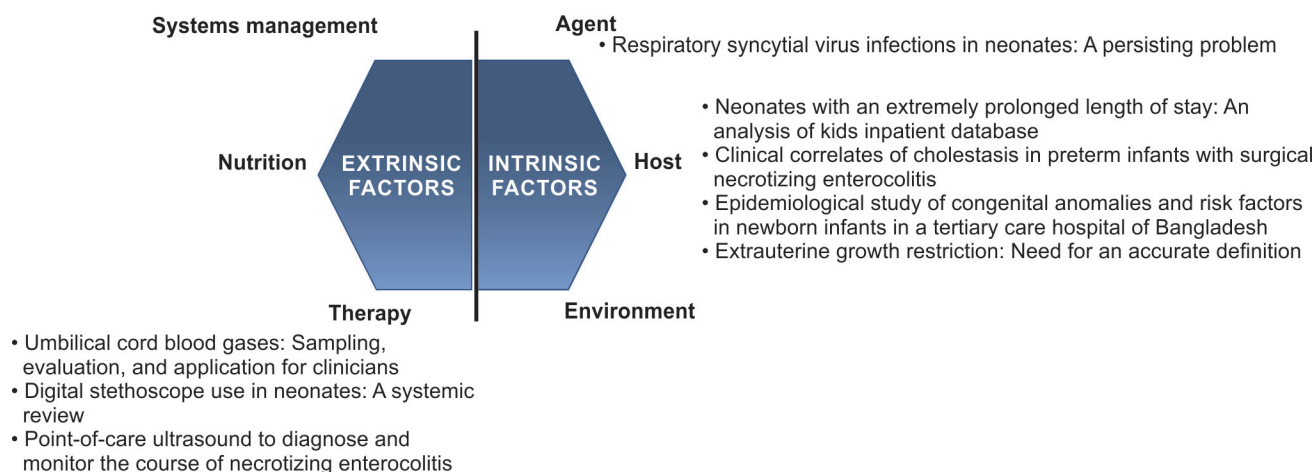 Systems management
Agent
• Respiratory syncytial virus infections in neonates: A persisting problem
Nutrition
EXTRINSIC
FACTORS
INTRINSIC
FACTORS
Host
• Neonates with an extremely prolonged length of stay: An
analysis of kids inpatient database
• Clinical correlates of cholestasis in preterm infants with surgical
necrotizing enterocolitis
• Epidemiological study of congenital anomalies and risk factors
in newborn infants in a tertiary care hospital of Bangladesh
• Extrauterine growth restriction: Need for an accurate definition
Therapy
Environment
• Umbilical cord blood gases: Sampling,
evaluation, and application for clinicians
• Digital stethoscope use in neonates: A systemic
review
• Point-of-care ultrasound to diagnose and
monitor the course of necrotizing enterocolitis